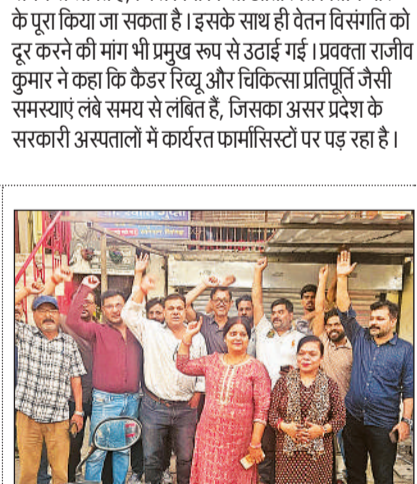 के पूरा किया जा सकता है। इसके साथ ही वेतन विसंगति को
दूर करने की मांग भी प्रमुख रूप से उठाई गई। प्रवक्ता राजीव
कुमार ने कहा कि कैडर रिव्यू और चिकित्सा प्रतिपूर्ति जैसी
समस्याएं लंबे समय से लंबित हैं, जिसका असर प्रदेश के
सरकारी अस्पतालों में कार्यरत फार्मासिस्टों पर पड़ रहा है।